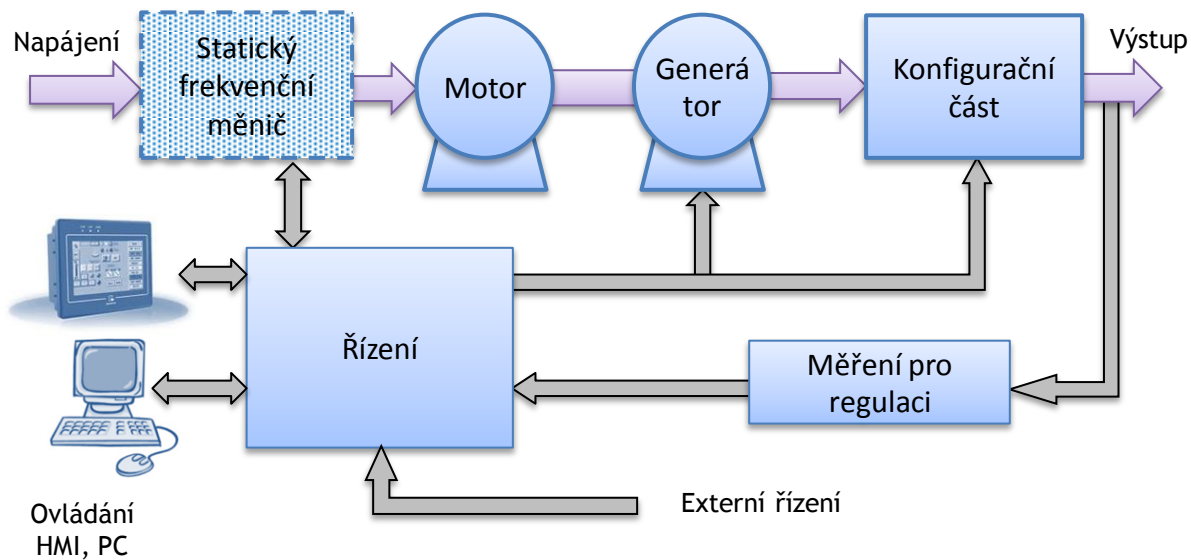 Napájení
Statický
frekvenční
měnič
Motor
Generá
tor
Konfigurační
část
Výstup
Řízení
Měření pro
regulaci
Externí řízení
Ovládání
HMI, PC